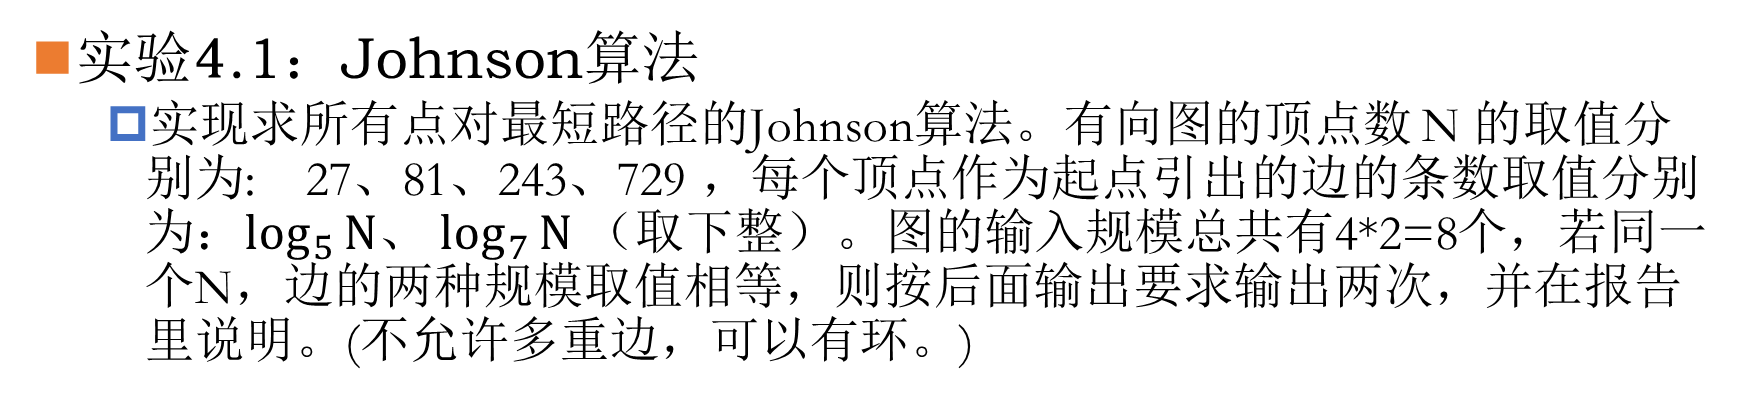 实验4.1：Johnson算法
实现求所有点对最短路径的Johnson算法。有向图的顶点数 N 的取值分
别为: 27、81、243、729 ，每个顶点作为起点引出的边的条数取值分别
为：log₅ N、 log₇ N （取下整）。图的输入规模总共有4*2=8个，若同一
个N，边的两种规模取值相等，则按后面输出要求输出两次，并在报告
里说明。(不允许多重边，可以有环。)